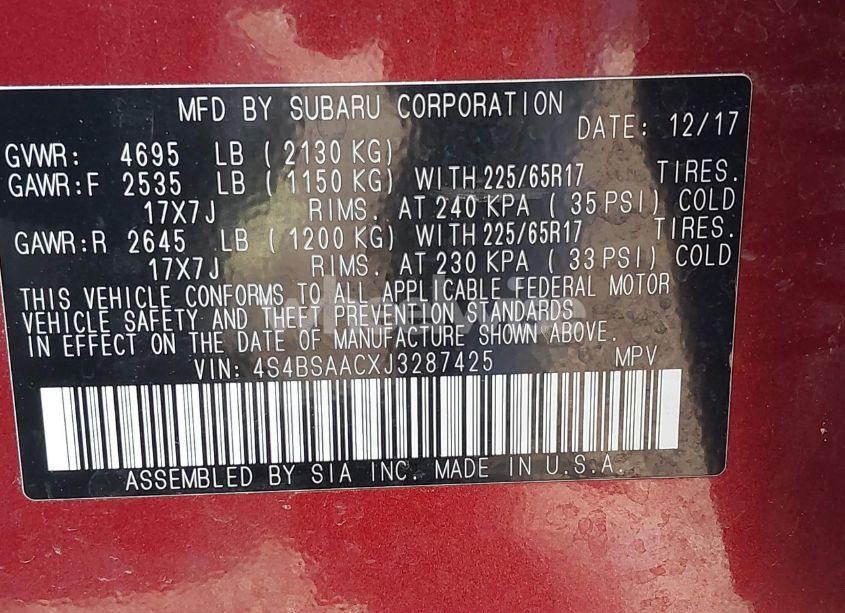 MFD BY SUBARU CORPORATION
DATE: 12/17
GVWR: 4695 LB ( 2130 KG)
GAWR:F 2535 LB ( 1150 KG) WITH 225/65R17 TIRES.
17X7J RIMS. AT 240 KPA ( 35 PSI) COLD
GAWR:R 2645 LB ( 1200 KG) WITH 225/65R17 TIRES.
17X7J RIMS. AT 230 KPA ( 33 PSI) COLD
THIS VEHICLE CONFORMS TO ALL APPLICABLE FEDERAL MOTOR
VEHICLE SAFETY AND THEFT PREVENTION STANDARDS
IN EFFECT ON THE DATE OF MANUFACTURE SHOWN ABOVE.
VIN: 4S4BSAACXJ3287425 MPV
ASSEMBLED BY SIA INC. MADE IN U.S.A.